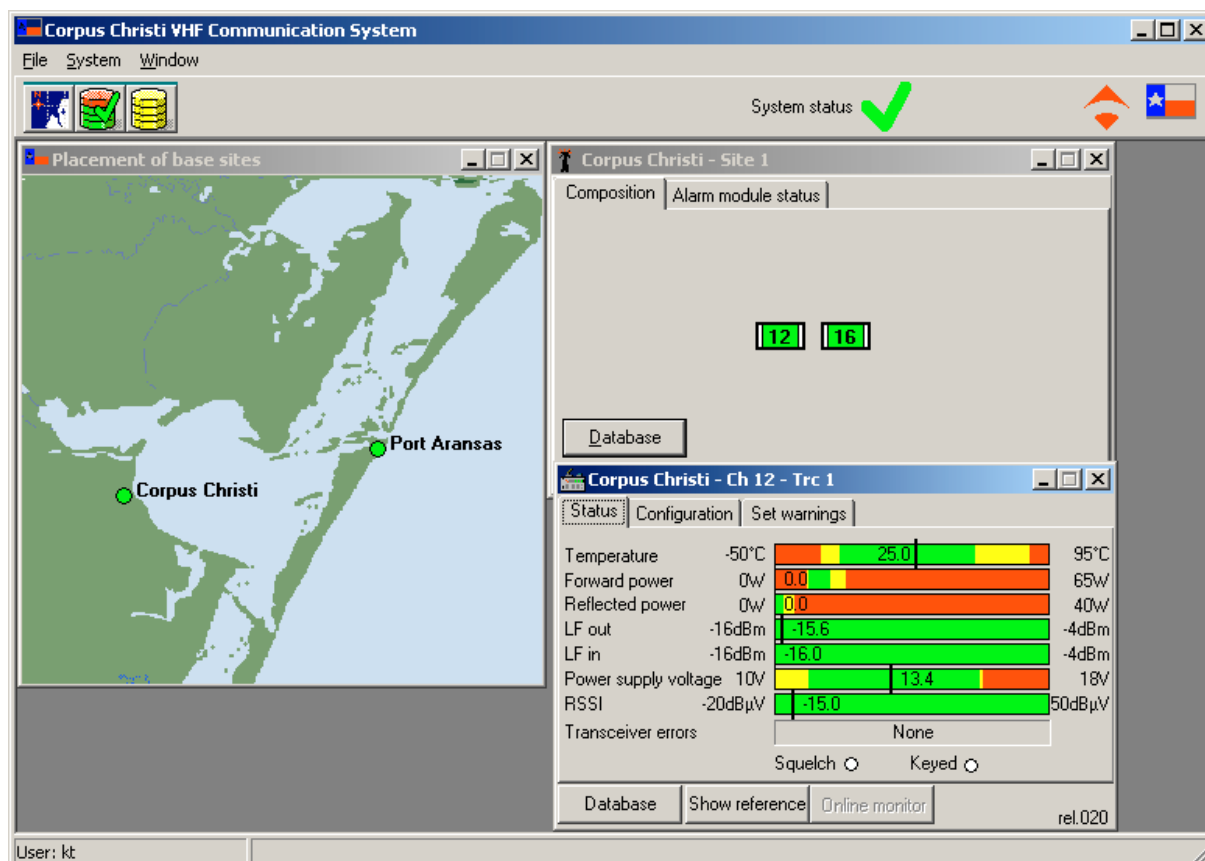 Corpus Christi VHF Communication System
File System Window
System status
Placement of base sites
Port Aransas
Corpus Christi
Corpus Christi - Site 1
Composition Alarm module status
12 16
Database
Corpus Christi - Ch 12 - Trc 1
Status Configuration Set warnings
Temperature -50°C 25.0 95°C
Forward power 0W 0.0 65W
Reflected power 0W 0.0 40W
LF out -16dBm -15.6 -4dBm
LF in -16dBm -16.0 -4dBm
Power supply voltage 10V 13.4 18V
RSSI -20dBµV -15.0 50dBµV
Transceiver errors None
Squelch Keyed
Database Show reference Online monitor
rel.020
User: kt